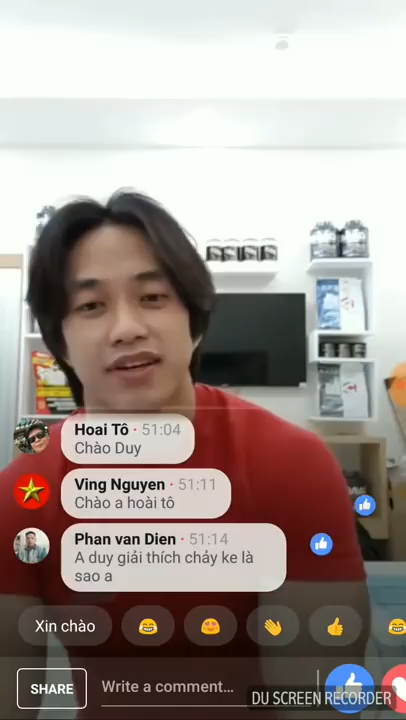 Hoai Tô · 51:04
Chào Duy
Ving Nguyen · 51:11
Chào a hoài tô
Phan van Dien · 51:14
A duy giải thích chảy ke là
sao a
Xin chào
SHARE
Write a comment...
DU SCREEN RECORDER